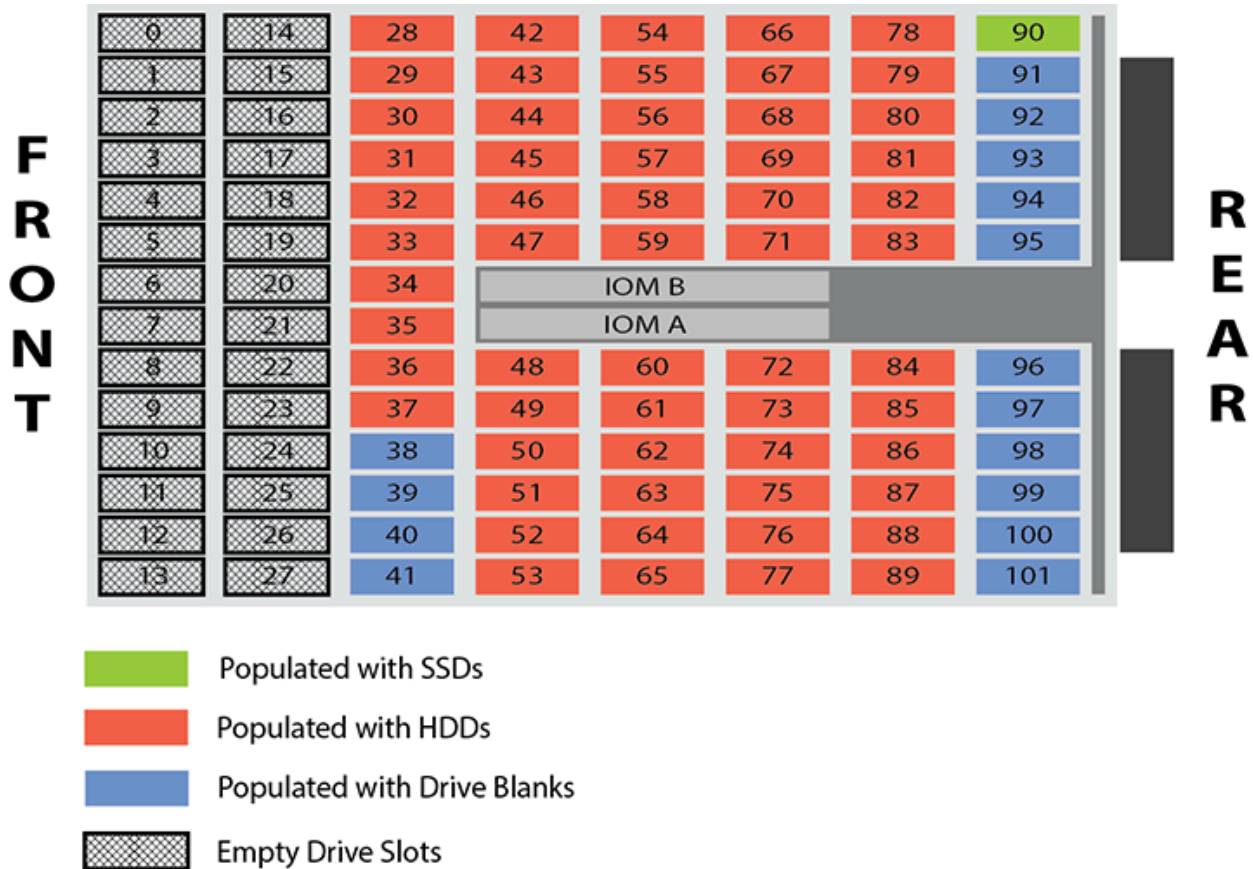 FRONT
0 14 28 42 54 66 78 90
1 15 29 43 55 67 79 91
2 16 30 44 56 68 80 92
3 17 31 45 57 69 81 93
4 18 32 46 58 70 82 94
5 19 33 47 59 71 83 95
6 20 34 IOM B
7 21 35 IOM A
8 22 36 48 60 72 84 96
9 23 37 49 61 73 85 97
10 24 38 50 62 74 86 98
11 25 39 51 63 75 87 99
12 26 40 52 64 76 88 100
13 27 41 53 65 77 89 101
REAR
Populated with SSDs
Populated with HDDs
Populated with Drive Blanks
Empty Drive Slots